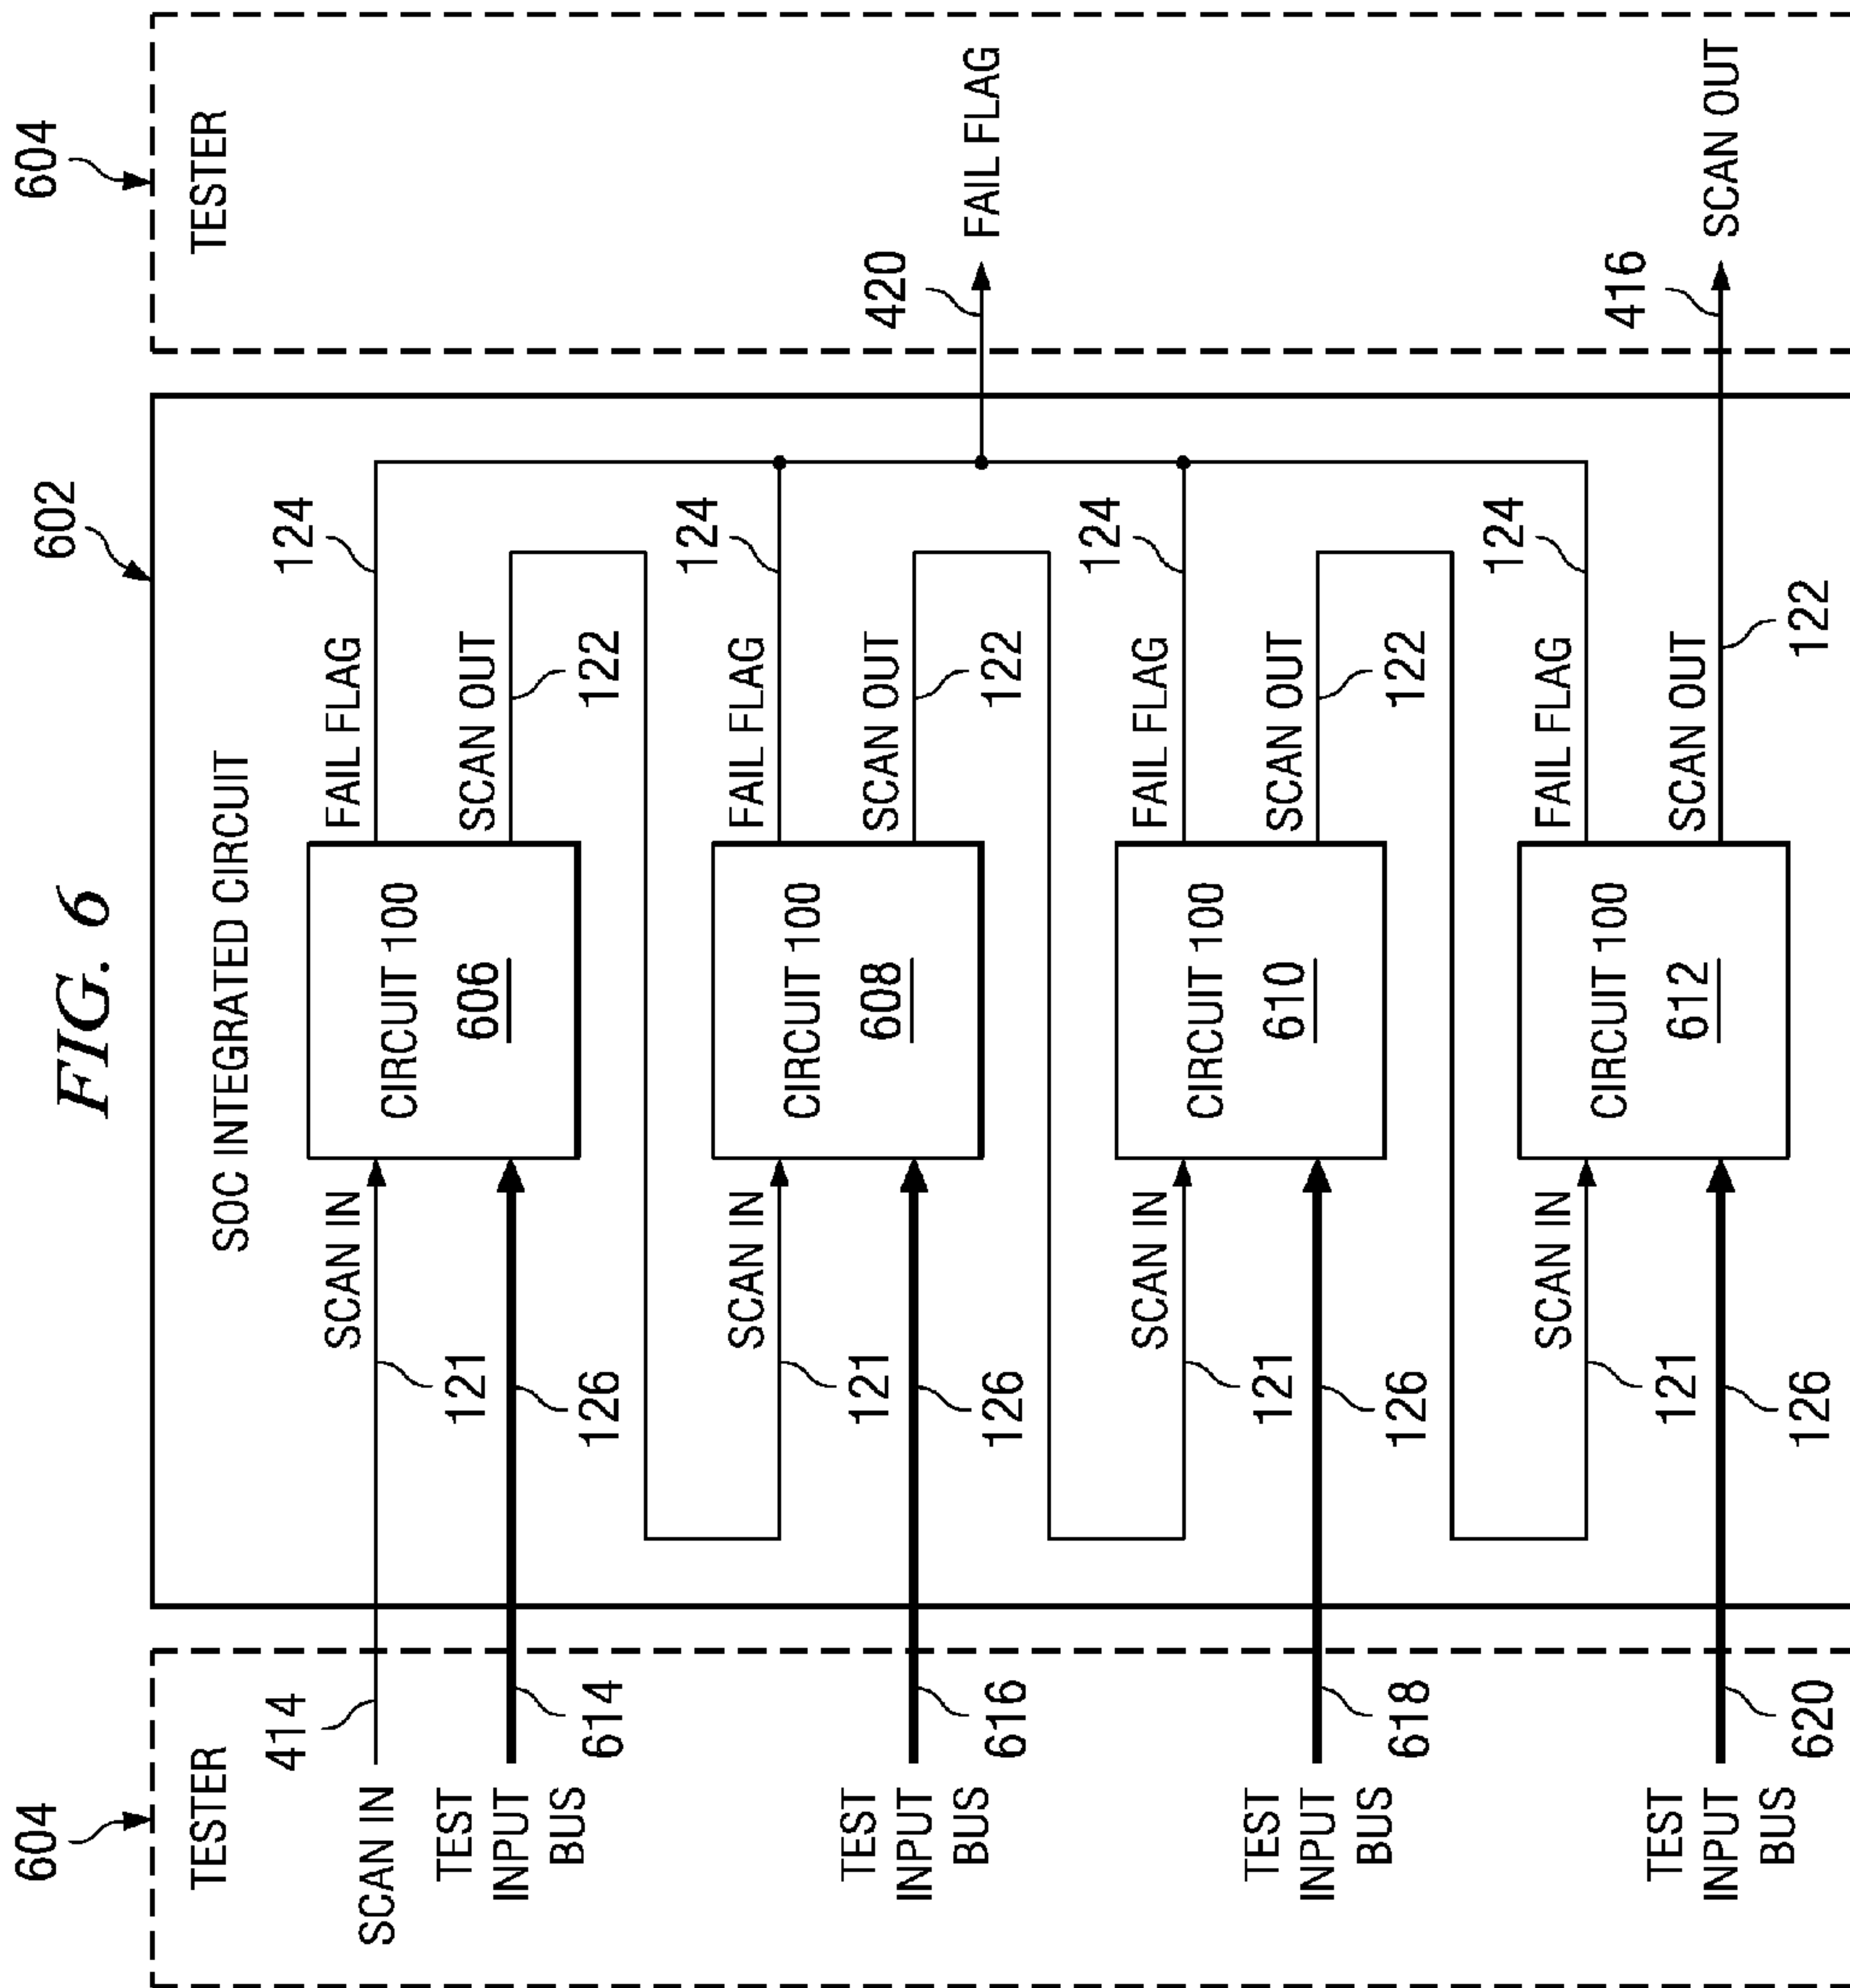 FIG. 6
604
TESTER
SCAN IN
414
TEST
INPUT
BUS
614
TEST
INPUT
BUS
616
TEST
INPUT
BUS
618
TEST
INPUT
BUS
620
602
SOC INTEGRATED CIRCUIT
SCAN IN
121
126
CIRCUIT 100
606
FAIL FLAG
124
SCAN OUT
122
SCAN IN
121
126
CIRCUIT 100
608
FAIL FLAG
124
SCAN OUT
122
SCAN IN
121
126
CIRCUIT 100
610
FAIL FLAG
124
SCAN OUT
122
SCAN IN
121
126
CIRCUIT 100
612
FAIL FLAG
124
SCAN OUT
122
604
TESTER
420
FAIL FLAG
416
SCAN OUT